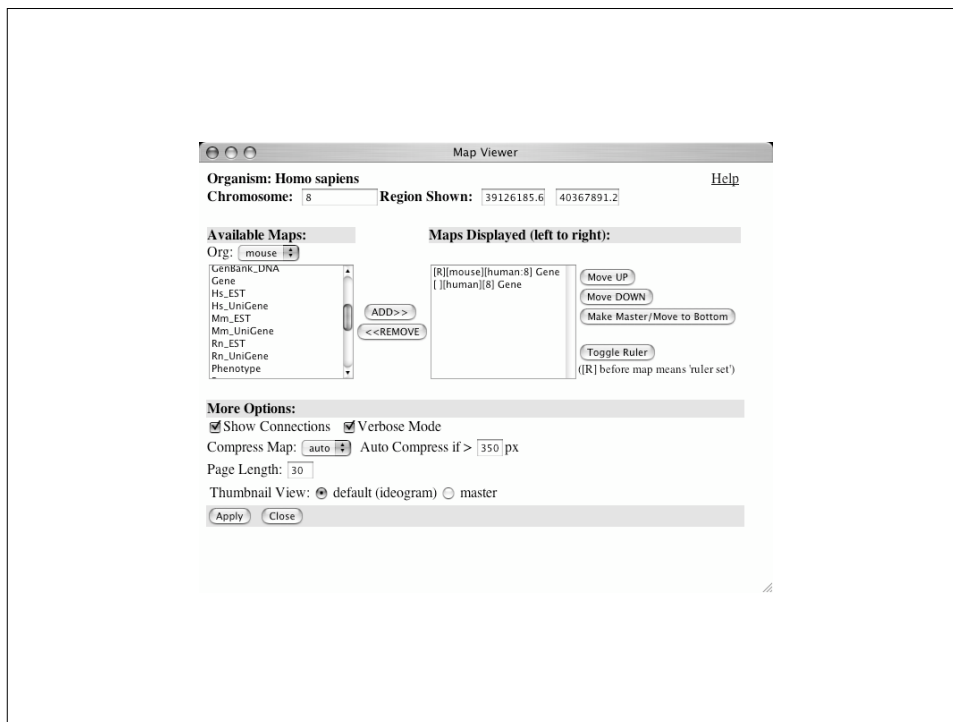 Map Viewer
Organism: Homo sapiens
Help
Chromosome: 8 Region Shown: 39126185.6 40367891.2
Available Maps: Maps Displayed (left to right):
Org: mouse
GenBank_DNA
Gene
Hs_EST
Hs_UniGene
Mm_EST
Mm_UniGene
Rn_EST
Rn_UniGene
Phenotype
ADD>>
<<REMOVE
[R][mouse][human:8] Gene
[ ][human][8] Gene
Move UP
Move DOWN
Make Master/Move to Bottom
Toggle Ruler
([R] before map means 'ruler set')
More Options:
Show Connections Verbose Mode
Compress Map: auto Auto Compress if > 350 px
Page Length: 30
Thumbnail View: default (ideogram) master
Apply Close